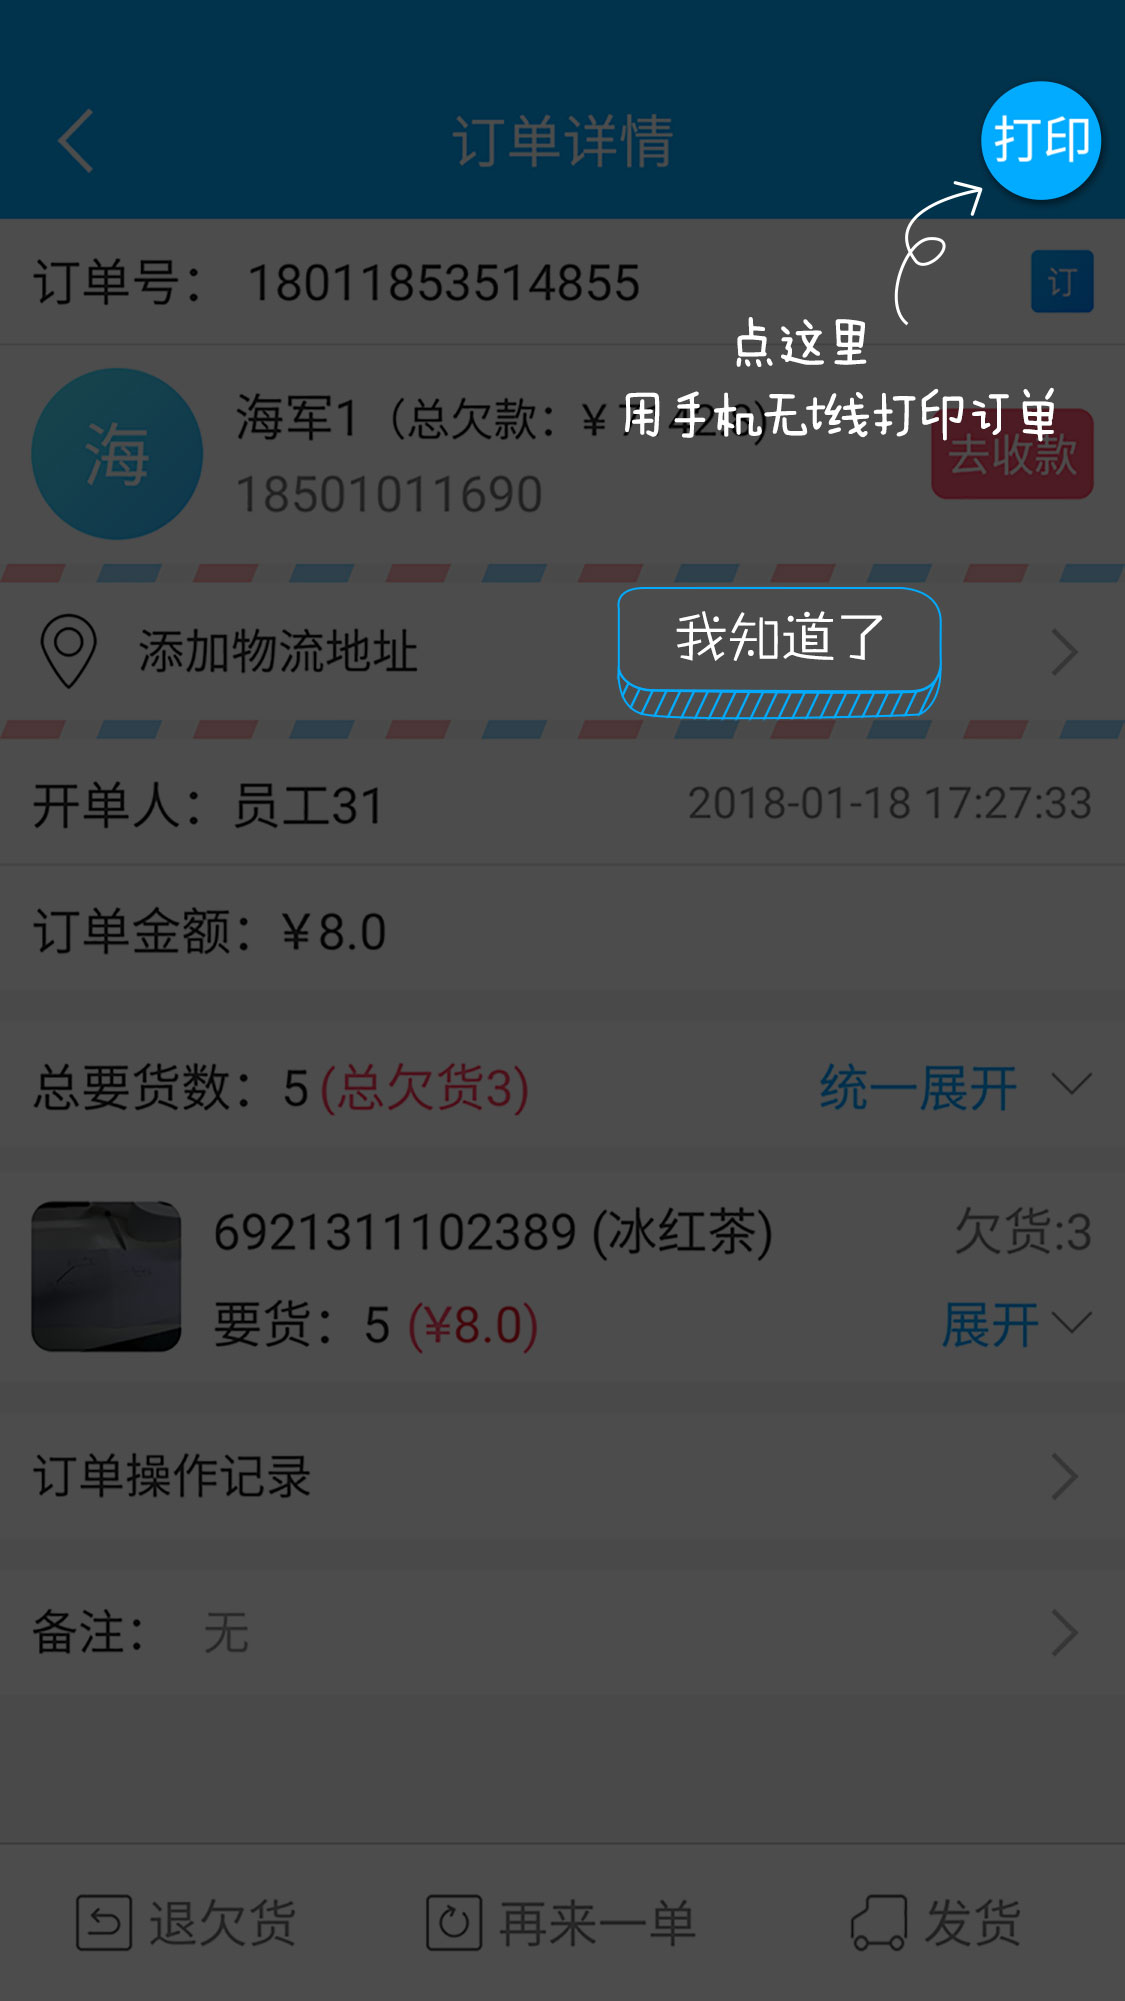 订单详情
打印
订单号： 18011853514855
订
点这里
用手机无线打印订单
海
海军1（总欠款：￥
18501011690
去收款
添加物流地址
我知道了
开单人：员工31
2018-01-18 17:27:33
订单金额：￥8.0
总要货数：5(总欠货3)
统一展开
6921311102389 (冰红茶)
欠货:3
要货：5 (¥8.0)
展开
订单操作记录
备注： 无
退欠货
再来一单
发货